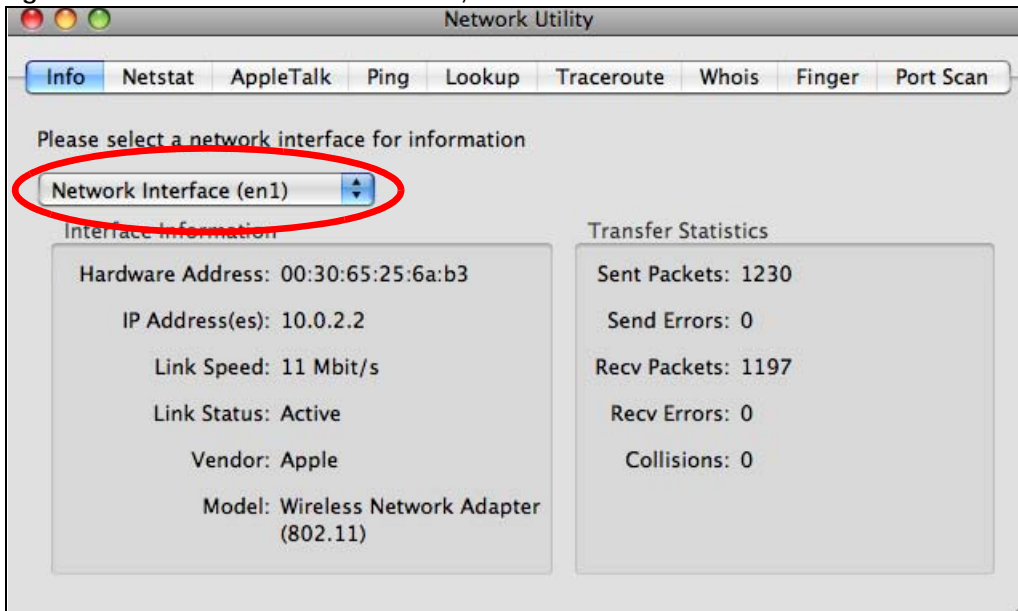 Network Utility
Info Netstat AppleTalk Ping Lookup Traceroute Whois Finger Port Scan
Please select a network interface for information
Network Interface (en1)
Interface Information
Hardware Address: 00:30:65:25:6a:b3
IP Address(es): 10.0.2.2
Link Speed: 11 Mbit/s
Link Status: Active
Vendor: Apple
Model: Wireless Network Adapter
(802.11)
Transfer Statistics
Sent Packets: 1230
Send Errors: 0
Recv Packets: 1197
Recv Errors: 0
Collisions: 0